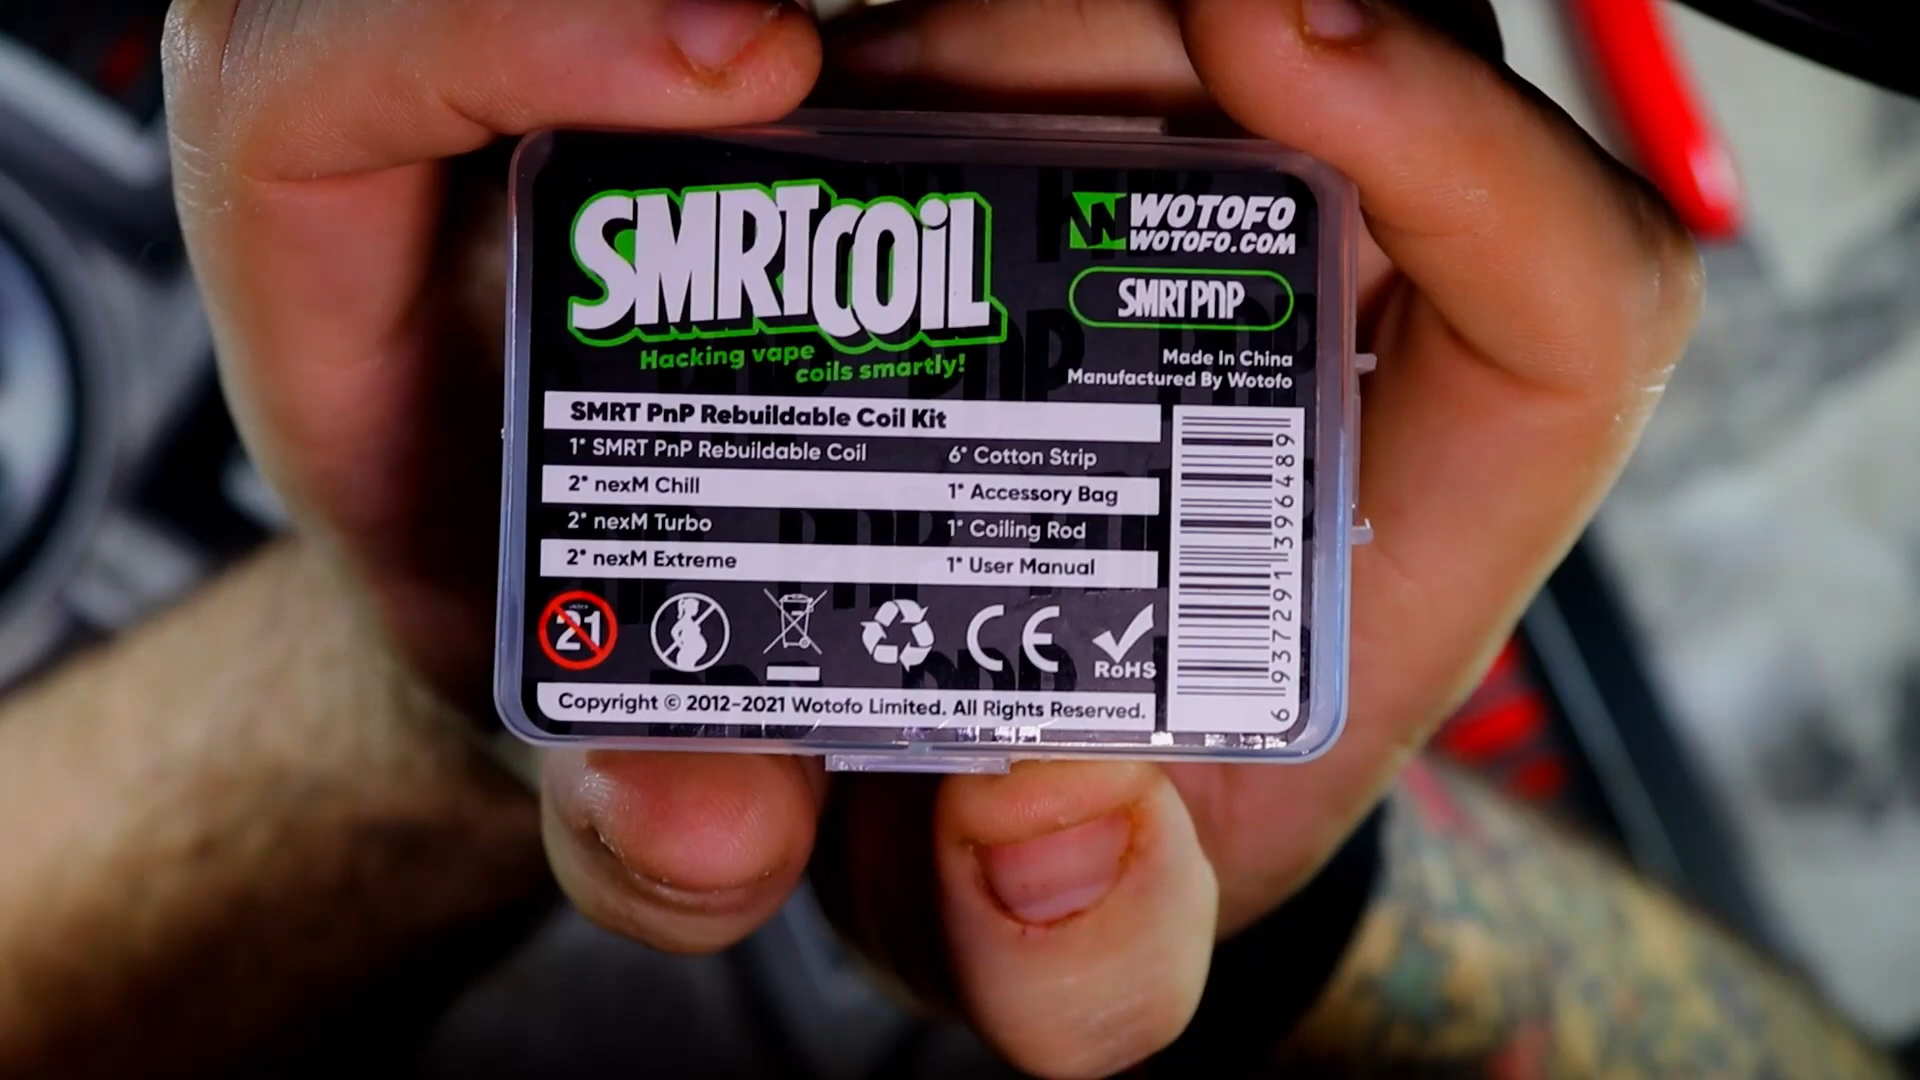 SMRTCOiL
Hacking vape
coils smartly!
WOTOFO
WOTOFO.COM
SMRT PnP
Made In China
Manufactured By Wotofo
SMRT PnP Rebuildable Coil Kit
1* SMRT PnP Rebuildable Coil 6* Cotton Strip
2* nexM Chill 1* Accessory Bag
2* nexM Turbo 1* Coiling Rod
2* nexM Extreme 1* User Manual
21
CE
RoHS
Copyright © 2012-2021 Wotofo Limited. All Rights Reserved.
6937291396489